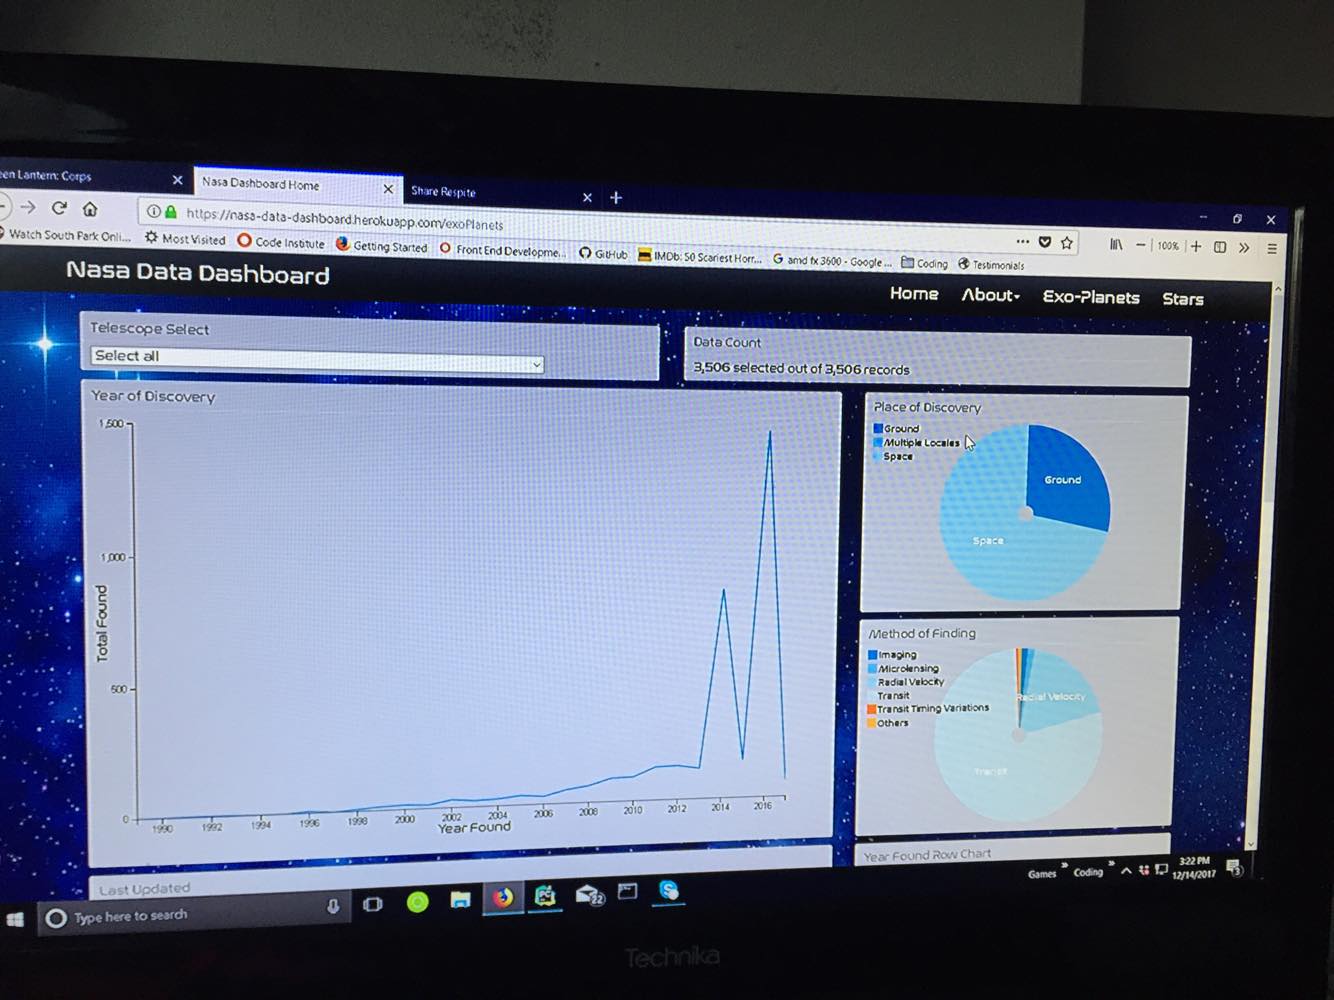 een Lantern: Corps
Nasa Dashboard Home
Share Respite
https://nasa-data-dashboard.herokuapp.com/exoPlanets
100%
Watch South Park Onli...
Most Visited
Code Institute
Getting Started
Front End Developme...
GitHub
IMDb: 50 Scariest Horr...
amd fx 3600 - Google ...
Coding
Testimonials
Nasa Data Dashboard
Home
About
Exo-Planets
Stars
Telescope Select
Select all
Data Count
3,506 selected out of 3,506 records
Year of Discovery
1,500
1,000
500
0
Total Found
1990 1992 1994 1996 1998 2000 2002 2004 2006 2008 2010 2012 2014 2016
Year Found
Place of Discovery
Ground
Multiple Locales
Space
Ground
Space
Method of Finding
Imaging
Microlensing
Radial Velocity
Transit
Transit Timing Variations
Others
Radial Velocity
Transit
Last Updated
Year Found Row Chart
Type here to search
PC
22
Games
Coding
3:22 PM
12/14/2017
3
Technika